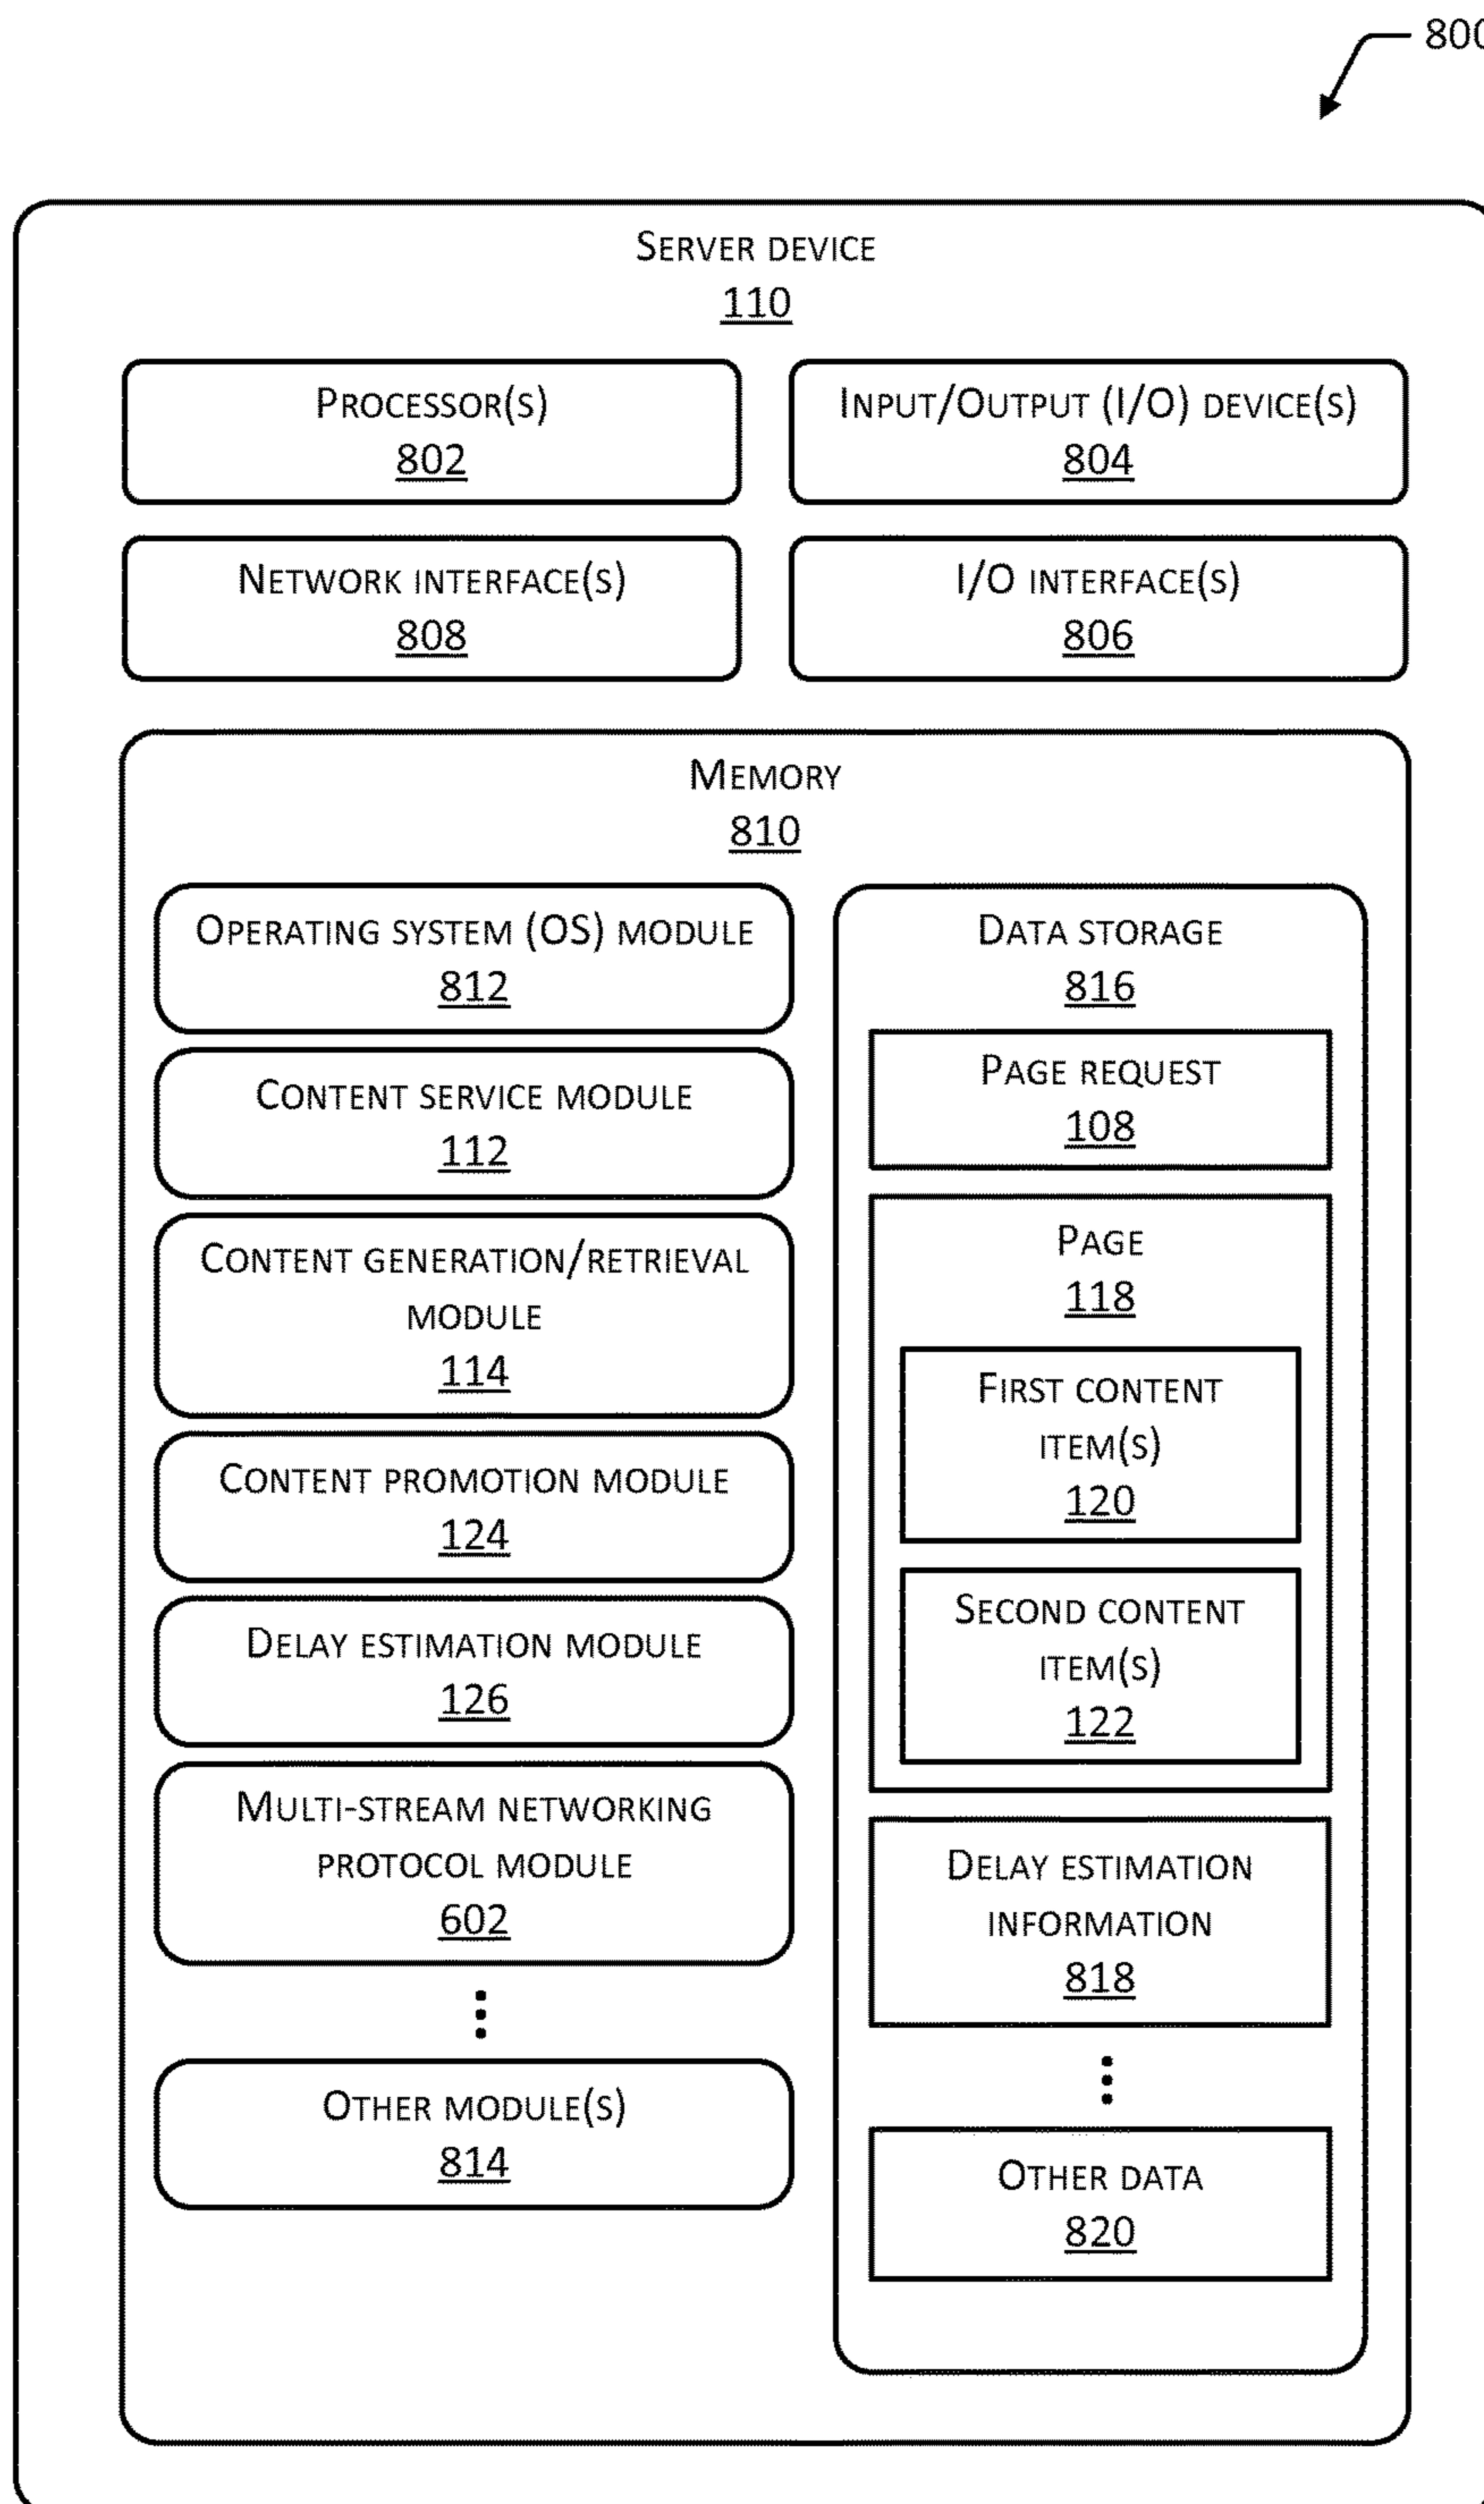 800
SERVER DEVICE
110
PROCESSOR(S)
802
INPUT/OUTPUT (I/O) DEVICE(S)
804
NETWORK INTERFACE(S)
808
I/O INTERFACE(S)
806
MEMORY
810
OPERATING SYSTEM (OS) MODULE
812
CONTENT SERVICE MODULE
112
CONTENT GENERATION/RETRIEVAL
MODULE
114
CONTENT PROMOTION MODULE
124
DELAY ESTIMATION MODULE
126
MULTI-STREAM NETWORKING
PROTOCOL MODULE
602
OTHER MODULE(S)
814
DATA STORAGE
816
PAGE REQUEST
108
PAGE
118
FIRST CONTENT
ITEM(S)
120
SECOND CONTENT
ITEM(S)
122
DELAY ESTIMATION
INFORMATION
818
OTHER DATA
820